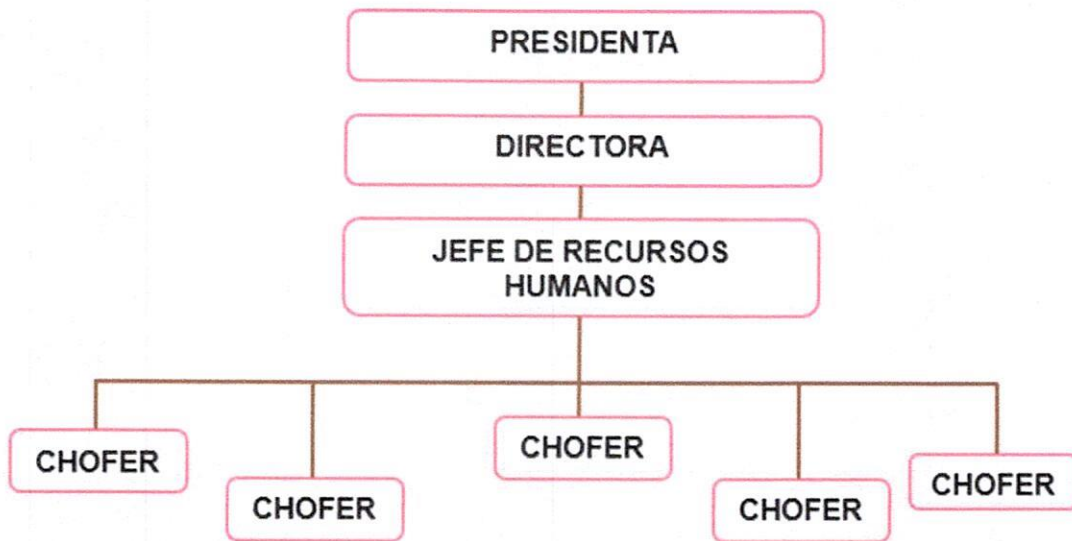 PRESIDENTA
DIRECTORA
JEFE DE RECURSOS
HUMANOS
CHOFER
CHOFER
CHOFER
CHOFER
CHOFER